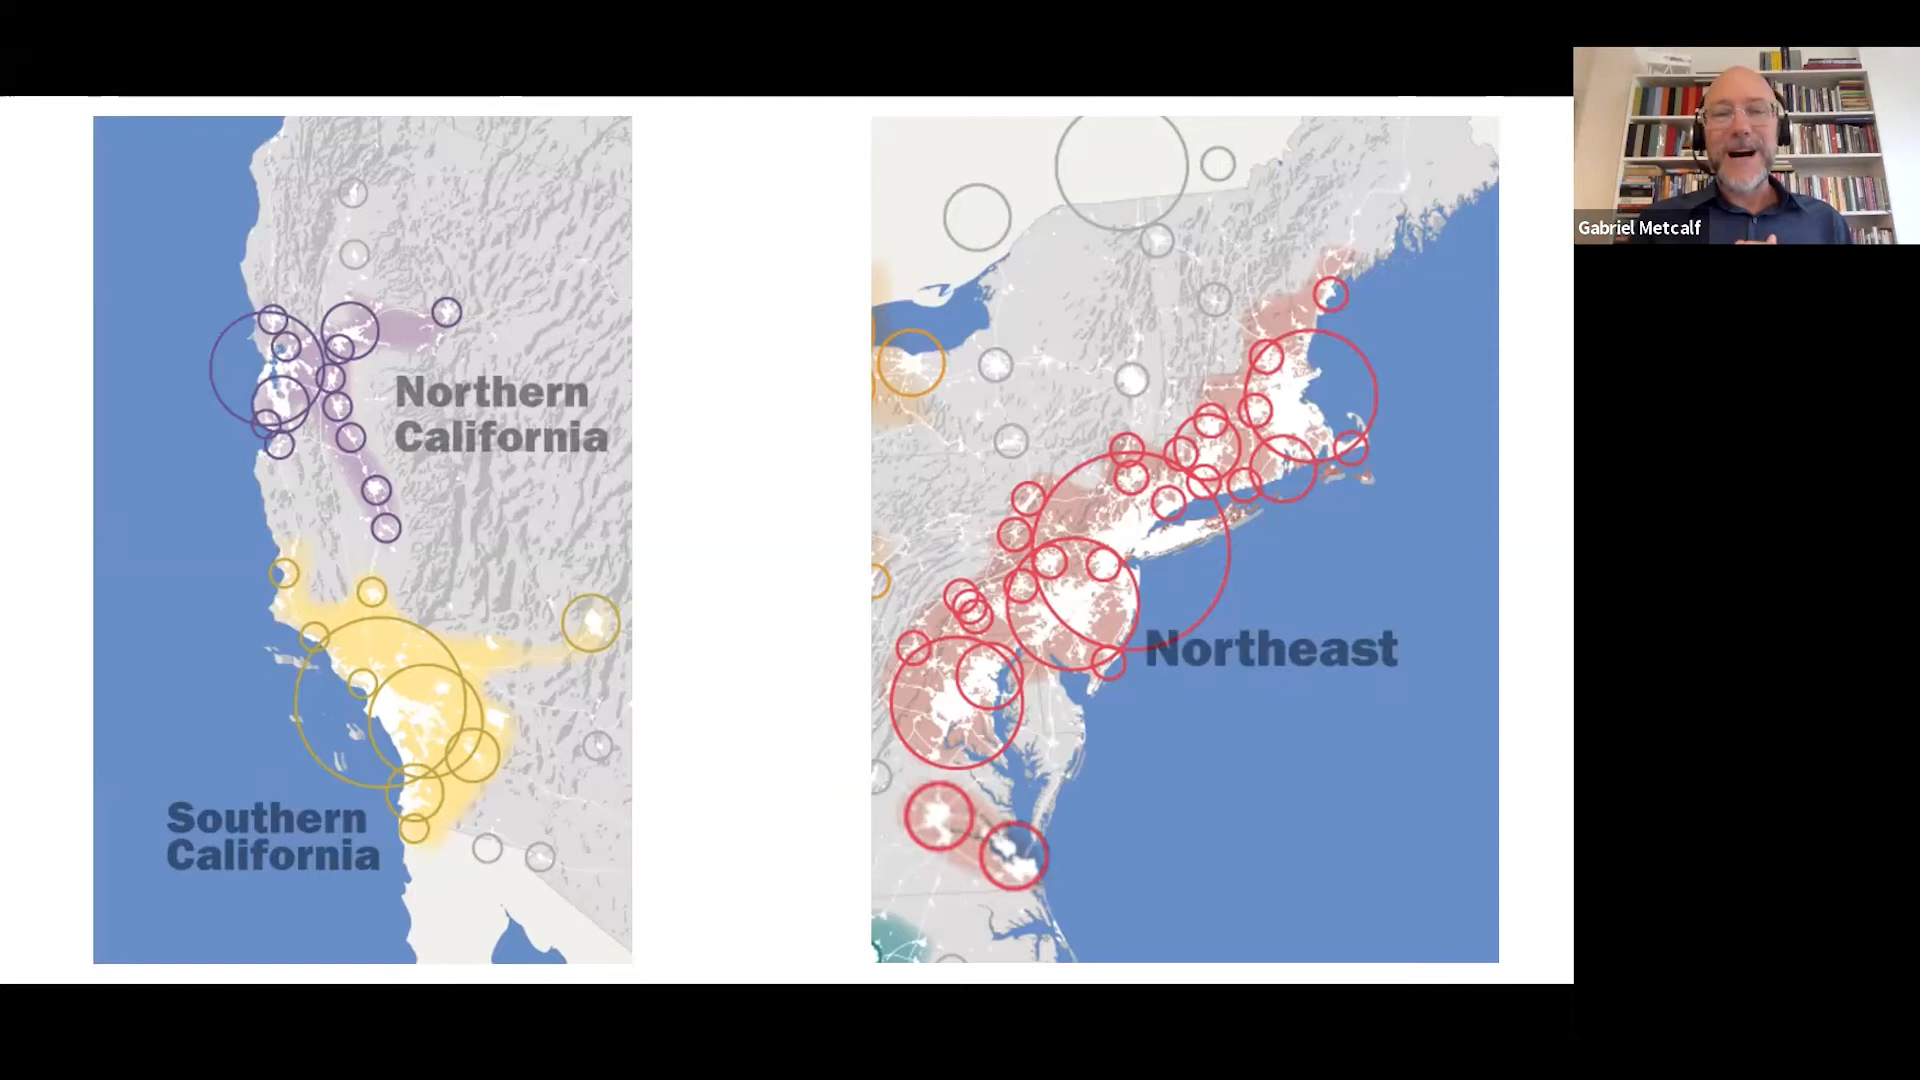 Northern
California
Southern
California
Northeast
Gabriel Metcalf